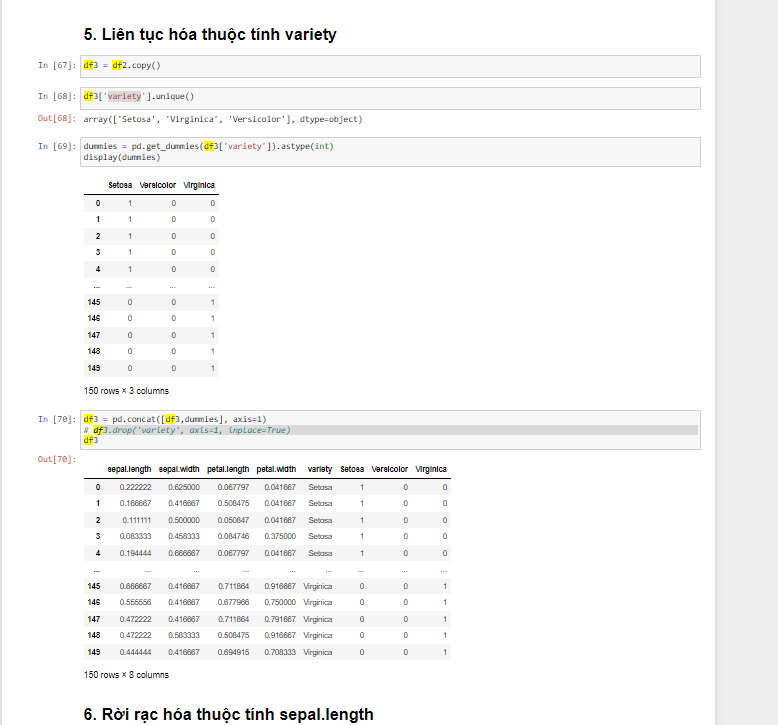 5. Liên tục hóa thuộc tính variety
In [67]: df3 = df2.copy()
In [68]: df3['variety'].unique()
Out[68]: array(['Setosa', 'Virginica', 'Versicolor'], dtype=object)
In [69]: dummies = pd.get_dummies(df3['variety']).astype(int)
display(dummies)
Setosa Versicolor Virginica
0 1 0 0
1 1 0 0
2 1 0 0
3 1 0 0
4 1 0 0
... ... ... ...
145 0 0 1
146 0 0 1
147 0 0 1
148 0 0 1
149 0 0 1
150 rows × 3 columns
In [70]: df3 = pd.concat([df3,dummies], axis=1)
# df3.drop('variety', axis=1, inplace=True)
df3
Out[70]:
sepal.length sepal.width petal.length petal.width variety Setosa Versicolor Virginica
0 0.222222 0.625000 0.067797 0.041667 Setosa 1 0 0
1 0.166667 0.416667 0.508475 0.041667 Setosa 1 0 0
2 0.111111 0.500000 0.050847 0.041667 Setosa 1 0 0
3 0.083333 0.458333 0.084746 0.375000 Setosa 1 0 0
4 0.194444 0.666667 0.067797 0.041667 Setosa 1 0 0
... ... ... ... ... ... ... ... ...
145 0.666667 0.416667 0.711864 0.916667 Virginica 0 0 1
146 0.555556 0.416667 0.677966 0.750000 Virginica 0 0 1
147 0.472222 0.416667 0.711864 0.791667 Virginica 0 0 1
148 0.472222 0.583333 0.508475 0.916667 Virginica 0 0 1
149 0.444444 0.416667 0.694915 0.708333 Virginica 0 0 1
150 rows × 8 columns
6. Rời rạc hóa thuộc tính sepal.length